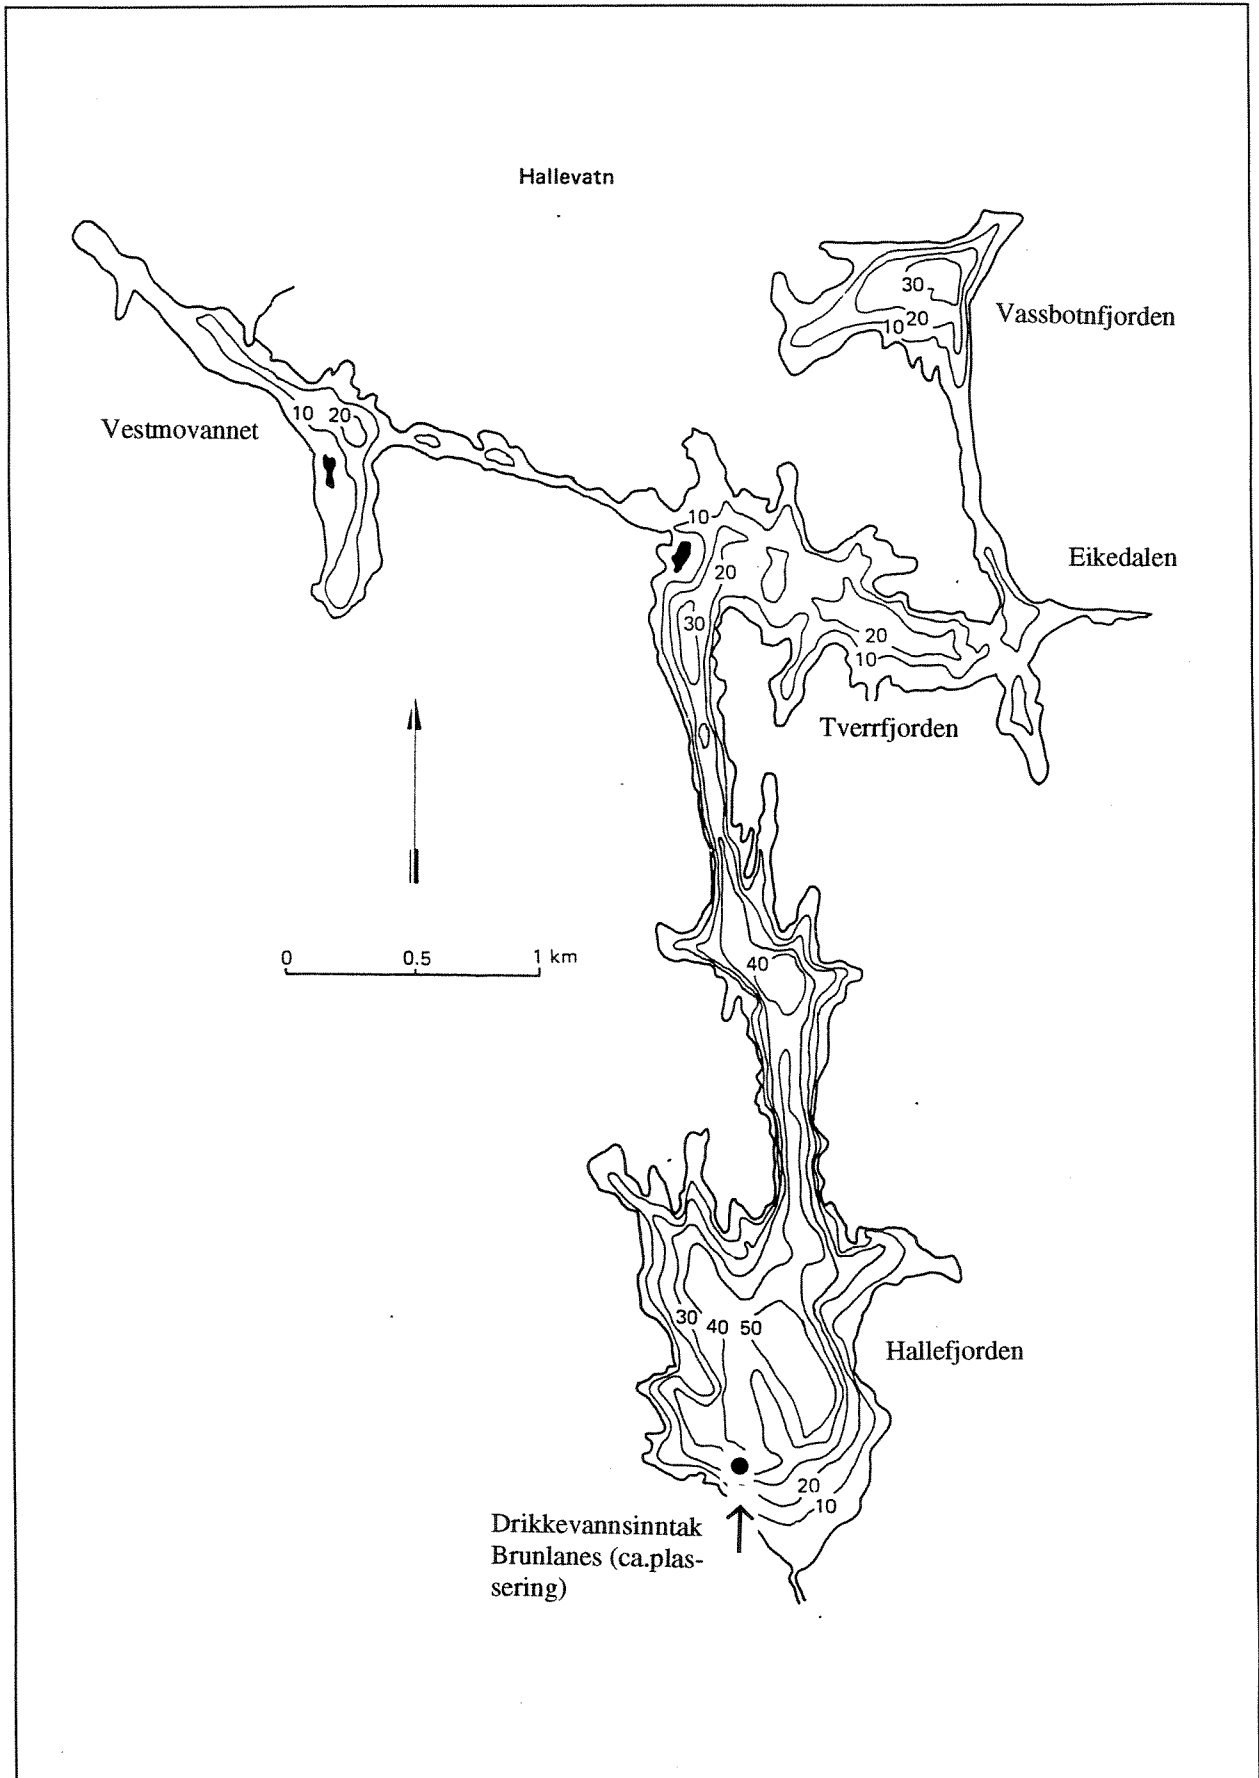 Hallevatn
30
10 20
Vassbotnfjorden
10 20
Vestmovannet
10
Eikedalen
20
30
20
10
Tverrfjorden
40
0 0.5 1 km
30 40 50
Hallefjorden
20
10
Drikkevannsinntak
Brunlanes (ca.plas-
sering)